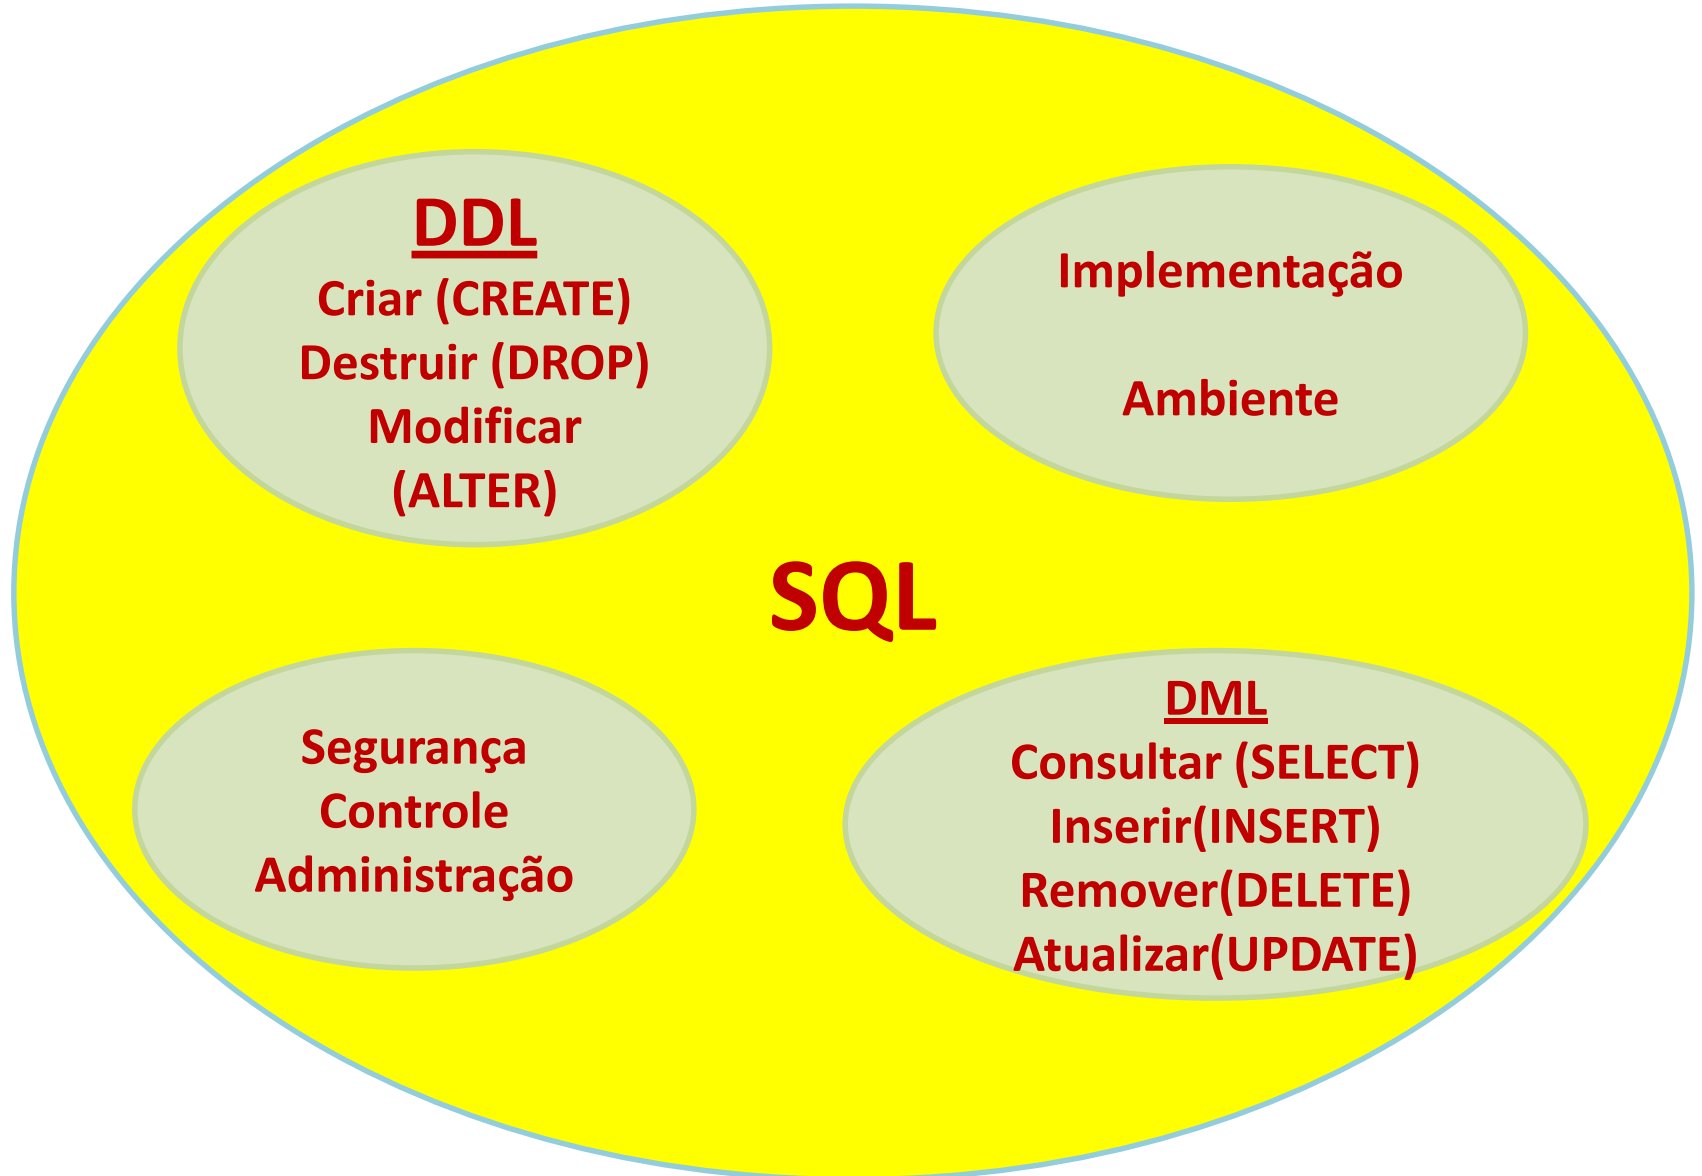 DDL
Criar (CREATE)
Destruir (DROP)
Modificar
(ALTER)
Implementação
Ambiente
SQL
Segurança
Controle
Administração
DML
Consultar (SELECT)
Inserir(INSERT)
Remover(DELETE)
Atualizar(UPDATE)